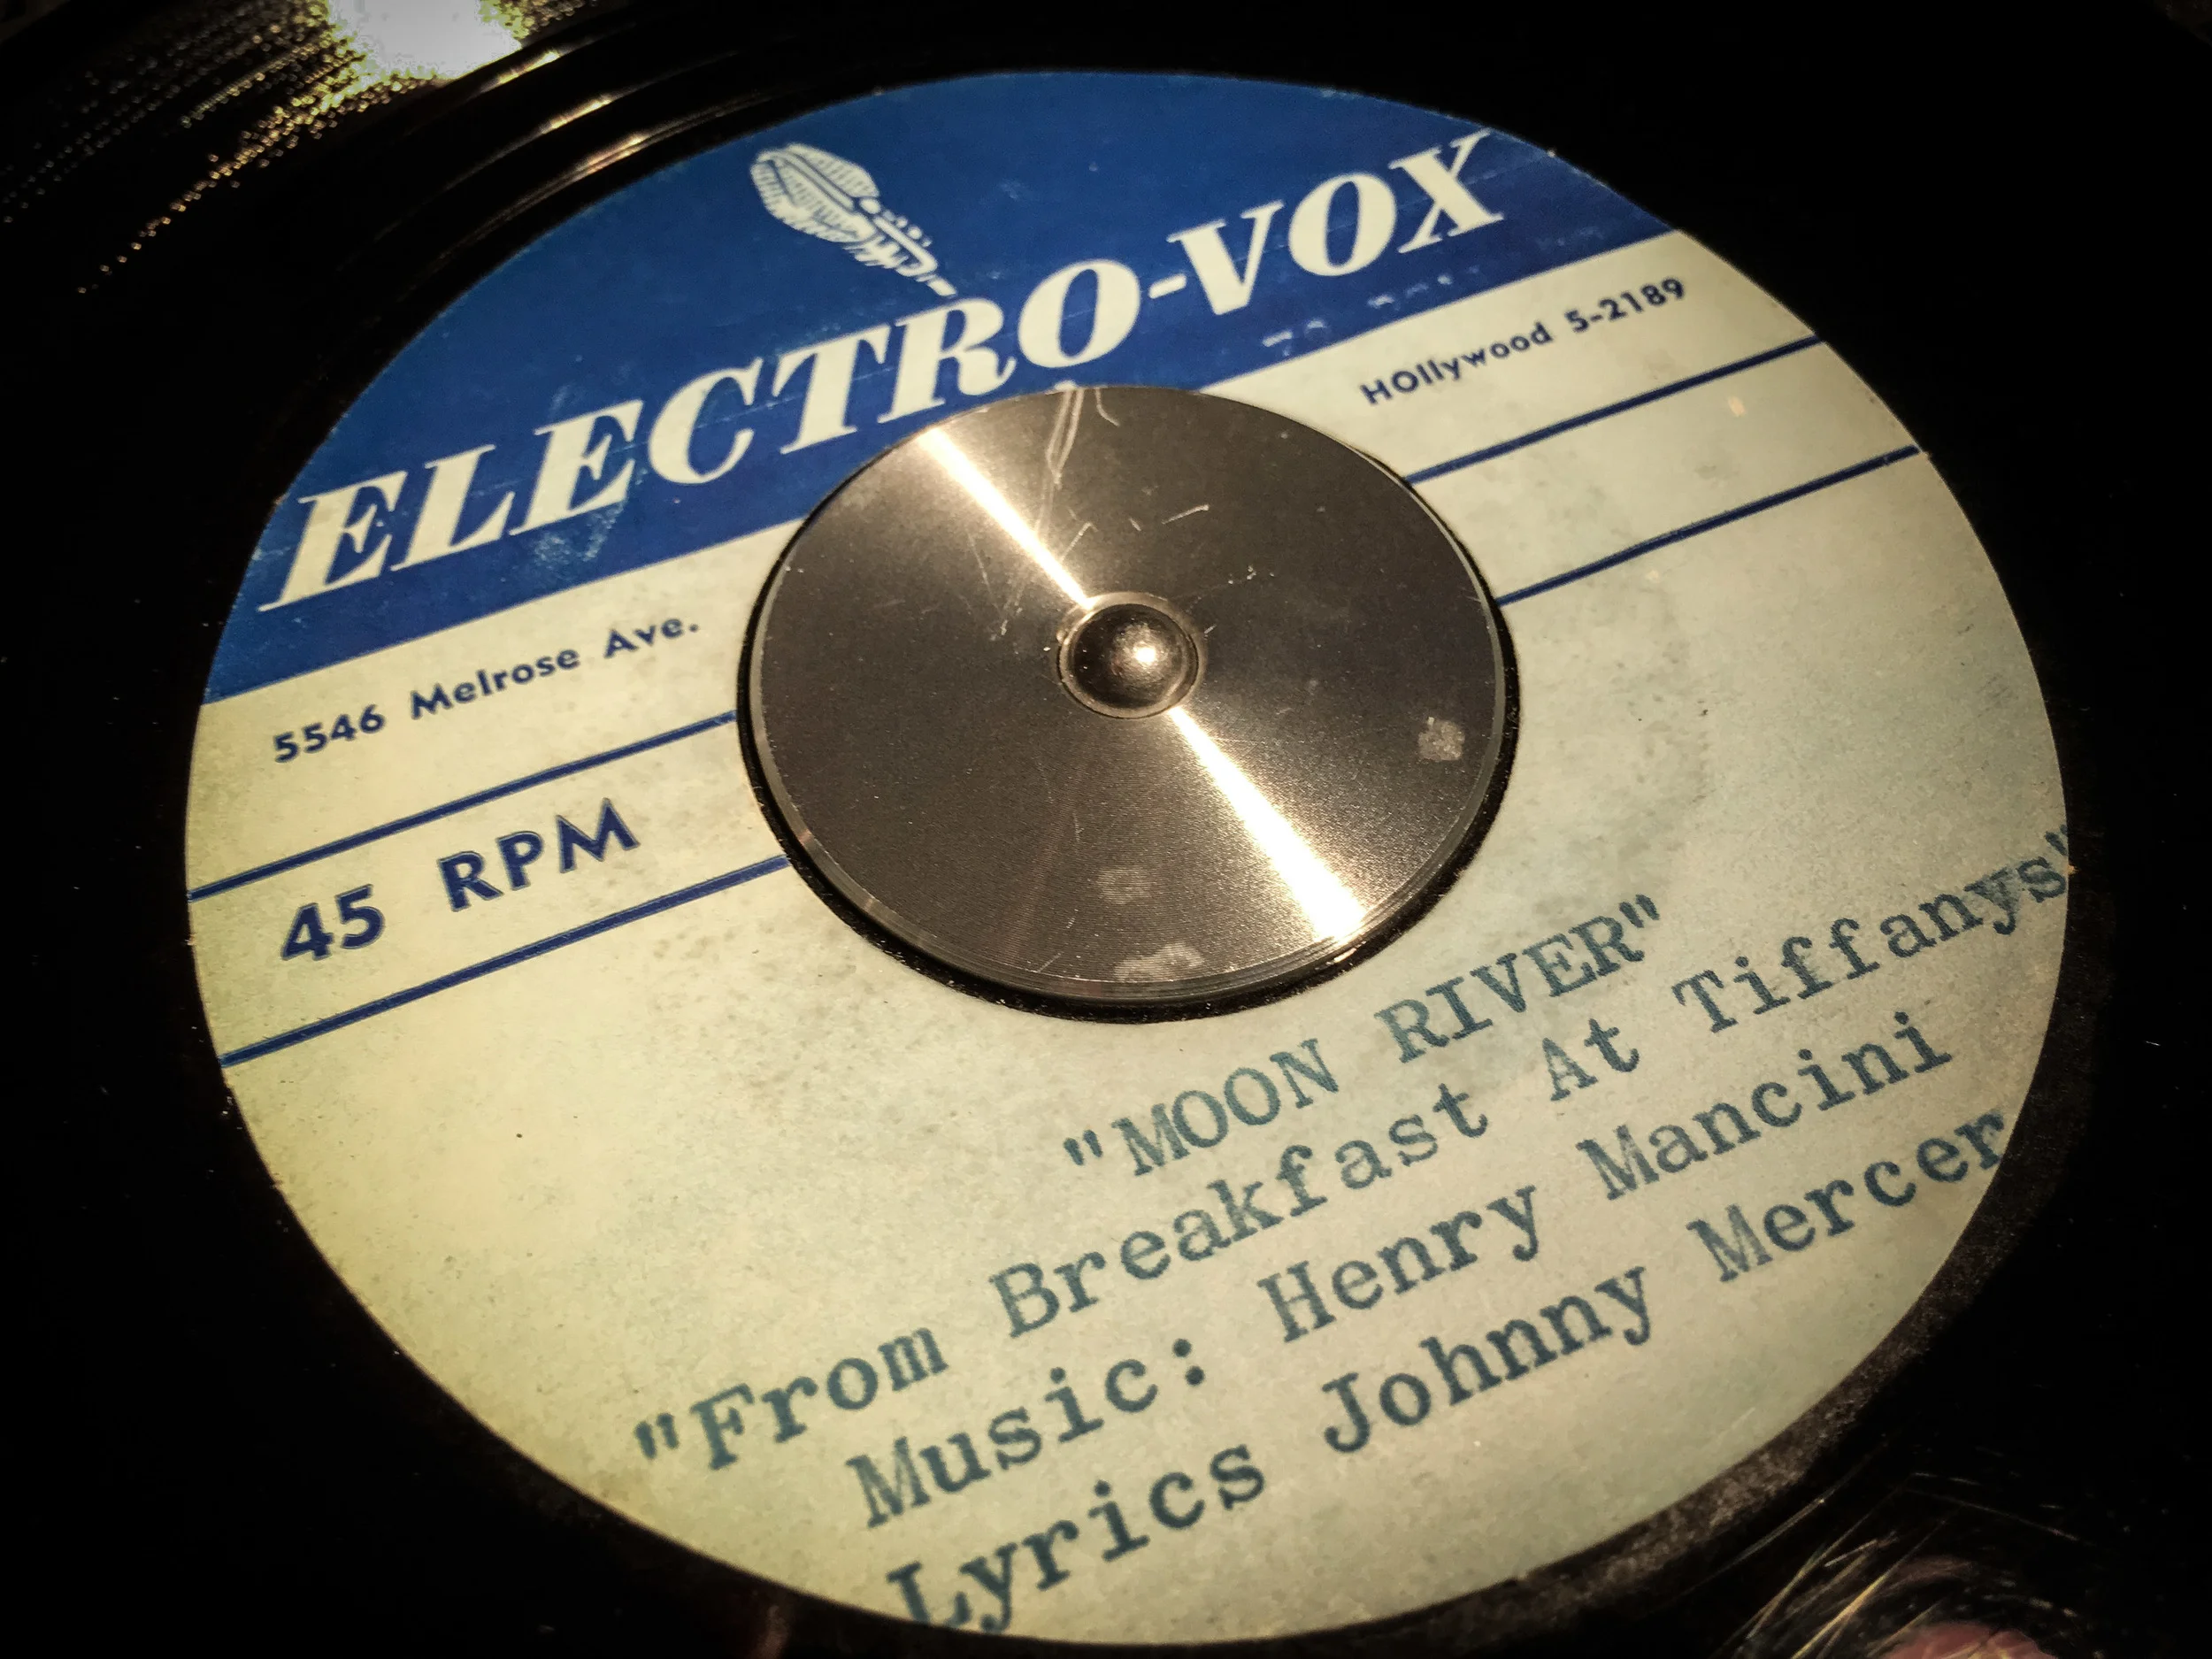 ELECTRO-VOX
5546 Melrose Ave.
HOllywood 5-2189
45 RPM
"MOON RIVER"
"From Breakfast At Tiffanys"
Music: Henry Mancini
Lyrics Johnny Mercer